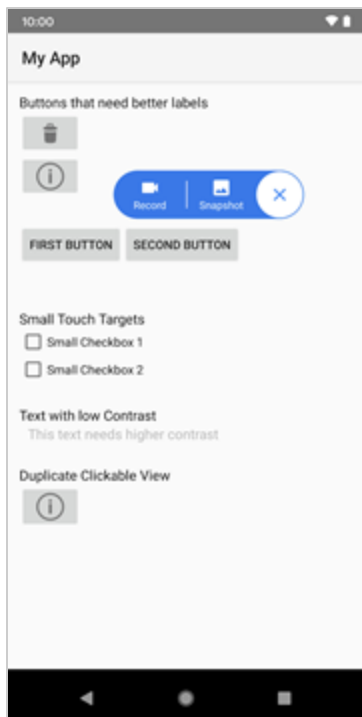 10:00
My App
Buttons that need better labels
Record
Snapshot
FIRST BUTTON
SECOND BUTTON
Small Touch Targets
Small Checkbox 1
Small Checkbox 2
Text with low Contrast
This text needs higher contrast
Duplicate Clickable View